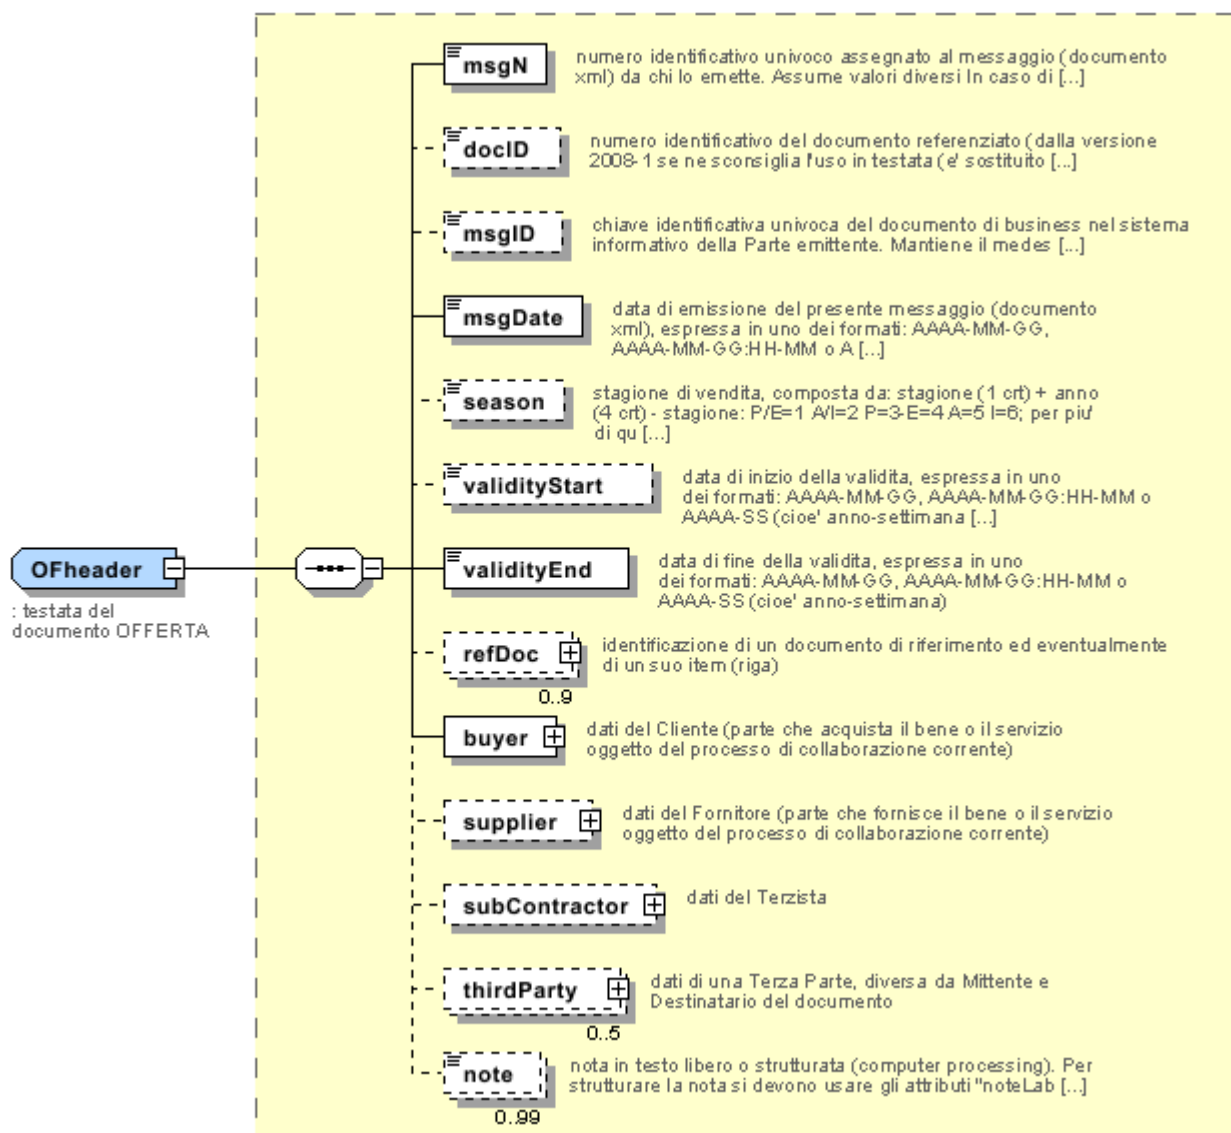 msgN
numero identificativo univoco assegnato al messaggio (documento
xml) da chi lo emette. Assume valori diversi In caso di [...]
docID
numero identificativo del documento referenziato (dalla versione
2008-1 se ne sconsiglia l'uso in testata (e' sostituito [...]
msgID
chiave identificativa univoca del documento di business nel sistema
informativo della Parte emittente. Mantiene il medes [...]
msgDate
data di emissione del presente messaggio (documento
xml), espressa in uno dei formati: AAAA-MM-GG,
AAAA-MM-GG:HH-MM o A [...]
season
stagione di vendita, composta da: stagione (1 crt) + anno
(4 crt) - stagione: P/E=1 A/I=2 P=3-E=4 A=5 I=6; per piu'
di qu [...]
validityStart
data di inizio della validita, espressa in uno
dei formati: AAAA-MM-GG, AAAA-MM-GG:HH-MM o
AAAA-SS (cioe' anno-settimana [...]
OFheader
: testata del
documento OFFERTA
validityEnd
data di fine della validita, espressa in uno
dei formati: AAAA-MM-GG, AAAA-MM-GG:HH-MM o
AAAA-SS (cioe' anno-settimana)
refDoc
0..9
identificazione di un documento di riferimento ed eventualmente
di un suo item (riga)
buyer
dati del Cliente (parte che acquista il bene o il servizio
oggetto del processo di collaborazione corrente)
supplier
dati del Fornitore (parte che fornisce il bene o il servizio
oggetto del processo di collaborazione corrente)
subContractor
dati del Terzista
thirdParty
0..5
dati di una Terza Parte, diversa da Mittente e
Destinatario del documento
note
0..99
nota in testo libero o strutturata (computer processing). Per
strutturare la nota si devono usare gli attributi "noteLab [...]